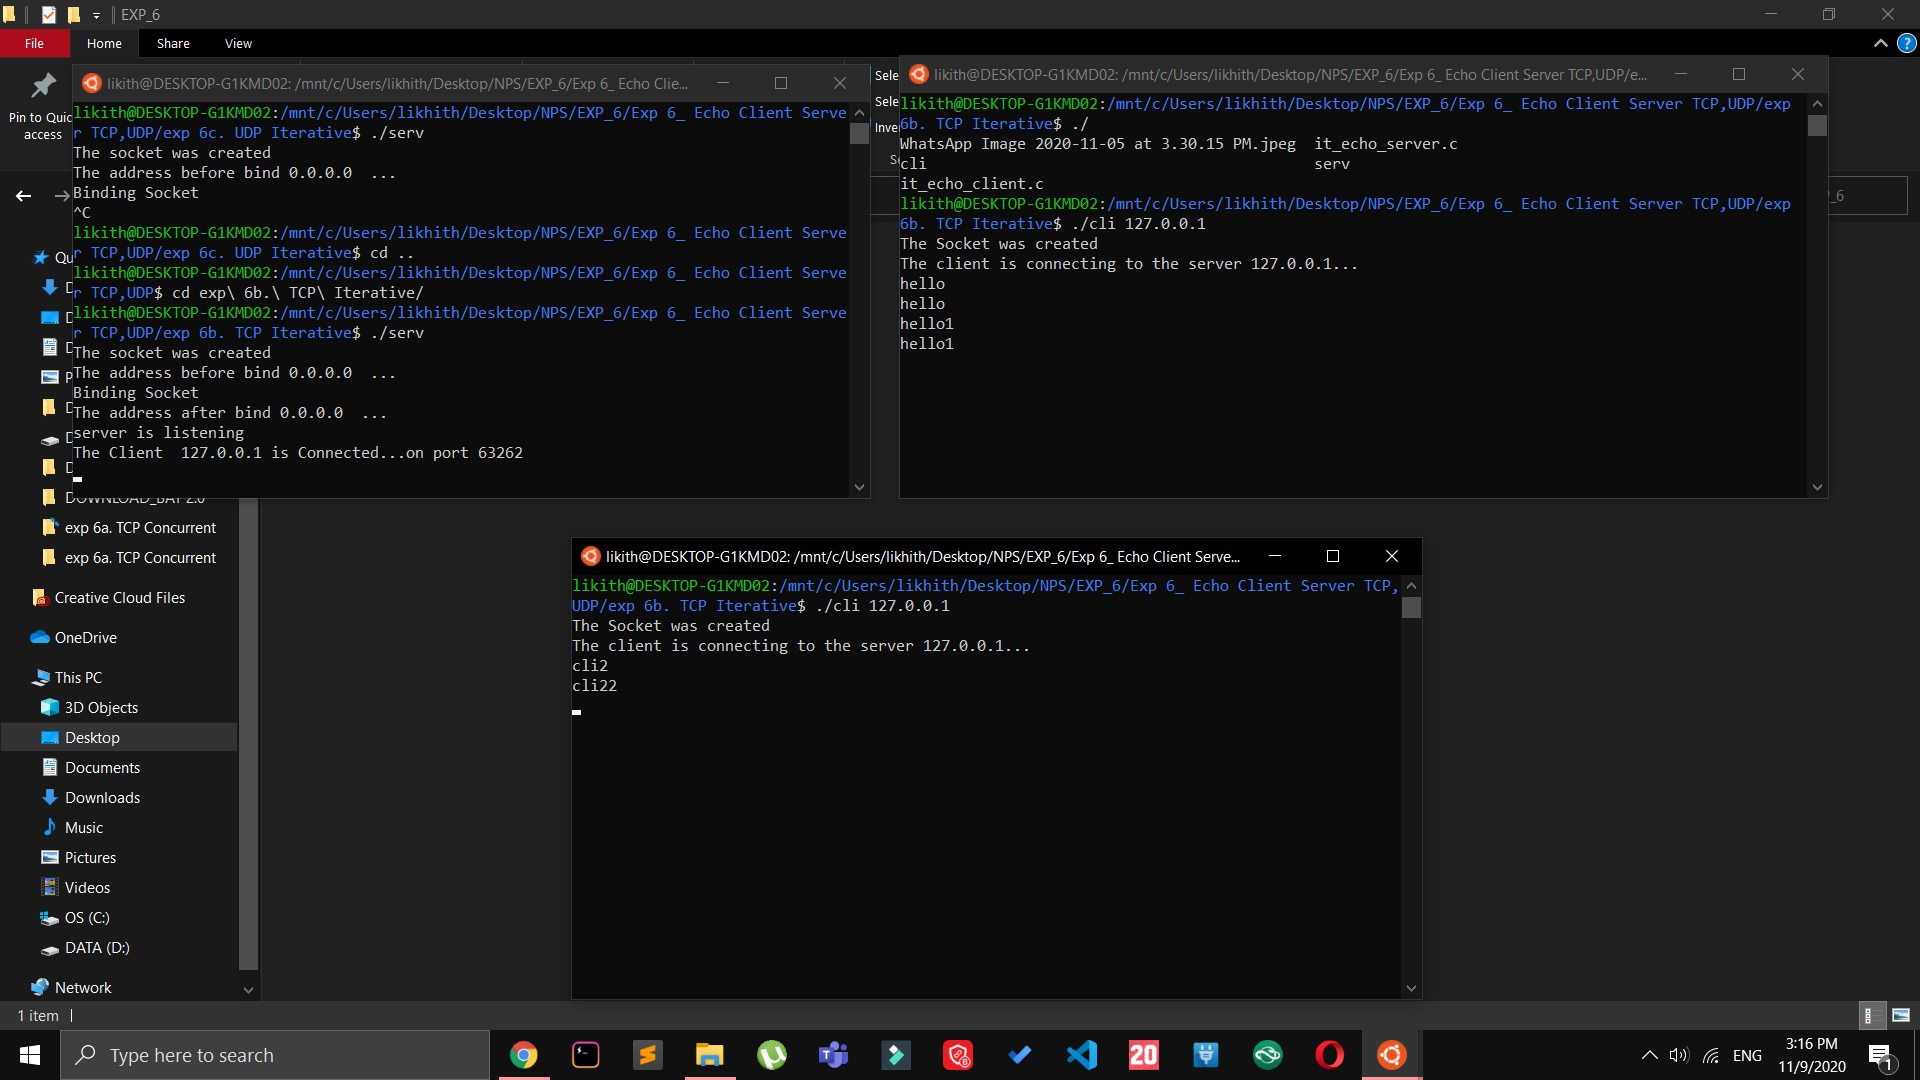 EXP_6
File
Home
Share
View
Pin to Quic
access
Sele
Sele
Inver
likith@DESKTOP-G1KMD02: /mnt/c/Users/likhith/Desktop/NPS/EXP_6/Exp 6_ Echo Clie...
likith@DESKTOP-G1KMD02:/mnt/c/Users/likhith/Desktop/NPS/EXP_6/Exp 6_ Echo Client Serve
r TCP,UDP/exp 6c. UDP Iterative$ ./serv
The socket was created
The address before bind 0.0.0.0  ...
Binding Socket
^C
likith@DESKTOP-G1KMD02:/mnt/c/Users/likhith/Desktop/NPS/EXP_6/Exp 6_ Echo Client Serve
r TCP,UDP/exp 6c. UDP Iterative$ cd ..
likith@DESKTOP-G1KMD02:/mnt/c/Users/likhith/Desktop/NPS/EXP_6/Exp 6_ Echo Client Serve
r TCP,UDP$ cd exp\ 6b.\ TCP\ Iterative/
likith@DESKTOP-G1KMD02:/mnt/c/Users/likhith/Desktop/NPS/EXP_6/Exp 6_ Echo Client Serve
r TCP,UDP/exp 6b. TCP Iterative$ ./serv
The socket was created
The address before bind 0.0.0.0  ...
Binding Socket
The address after bind 0.0.0.0  ...
server is listening
The Client  127.0.0.1 is Connected...on port 63262
likith@DESKTOP-G1KMD02: /mnt/c/Users/likhith/Desktop/NPS/EXP_6/Exp 6_ Echo Client Server TCP,UDP/e...
likith@DESKTOP-G1KMD02:/mnt/c/Users/likhith/Desktop/NPS/EXP_6/Exp 6_ Echo Client Server TCP,UDP/exp
6b. TCP Iterative$ ./
WhatsApp Image 2020-11-05 at 3.30.15 PM.jpeg  it_echo_server.c
cli                                           serv
it_echo_client.c
likith@DESKTOP-G1KMD02:/mnt/c/Users/likhith/Desktop/NPS/EXP_6/Exp 6_ Echo Client Server TCP,UDP/exp
6b. TCP Iterative$ ./cli 127.0.0.1
The Socket was created
The client is connecting to the server 127.0.0.1...
hello
hello
hello1
hello1
_6
likith@DESKTOP-G1KMD02: /mnt/c/Users/likhith/Desktop/NPS/EXP_6/Exp 6_ Echo Client Serve...
likith@DESKTOP-G1KMD02:/mnt/c/Users/likhith/Desktop/NPS/EXP_6/Exp 6_ Echo Client Server TCP,
UDP/exp 6b. TCP Iterative$ ./cli 127.0.0.1
The Socket was created
The client is connecting to the server 127.0.0.1...
cli2
cli22
Qu
DOWNLOAD_BAY 2.0
exp 6a. TCP Concurrent
exp 6a. TCP Concurrent
Creative Cloud Files
OneDrive
This PC
3D Objects
Desktop
Documents
Downloads
Music
Pictures
Videos
OS (C:)
DATA (D:)
Network
1 item
Type here to search
20
ENG
3:16 PM
11/9/2020
1